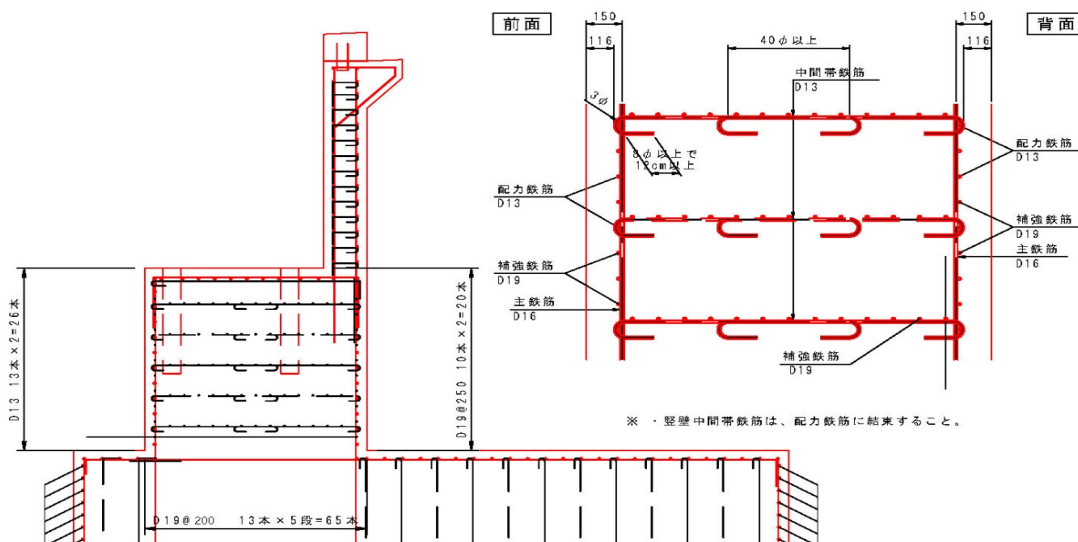 前面
背面
150
150
116
116
40φ以上
中間帯鉄筋
D13
3φ
8φ以上で
12cm以上
配力鉄筋
D13
配力鉄筋
D13
補強鉄筋
D19
主鉄筋
D16
補強鉄筋
D19
主鉄筋
D16
補強鉄筋
D19
※ ・竪壁中間帯鉄筋は、配力鉄筋に結束すること。
D13 13本×2=26本
D19@250 10本×2=20本
D19@200 13本×5段=65本